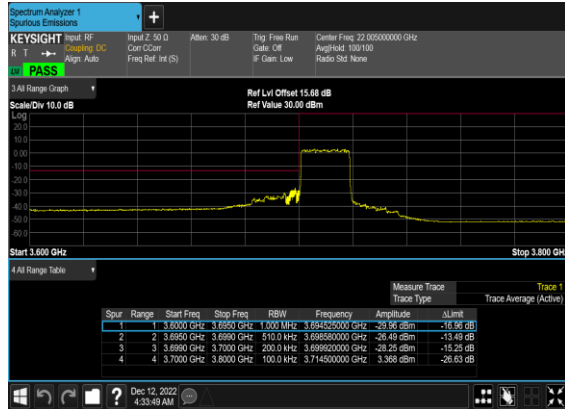 Spectrum Analyzer 1
Spurious Emissions
KEYSIGHT Input: RF Input Z: 50 Ω Atten: 30 dB Trig: Free Run Center Freq: 22.005000000 GHz
R T Coupling: DC Corr CCorr Gate: Off Avg|Hold: 100/100
Align: Auto Freq Ref: Int (S) IF Gain: Low Radio Std: None
PASS
3 All Range Graph
Ref Lvl Offset 15.68 dB
Scale/Div 10.0 dB Ref Value 30.00 dBm
Log
20.0
10.0
0.00
-10.0
-20.0
-30.0
-40.0
-50.0
-60.0
Start 3.600 GHz Stop 3.800 GH
4 All Range Table
Measure Trace Trace 1
Trace Type Trace Average (Active)
Spur Range Start Freq Stop Freq RBW Frequency Amplitude ΔLimit
1 1 3.6000 GHz 3.6950 GHz 1.000 MHz 3.694525000 GHz -29.96 dBm -16.96 dB
2 2 3.6950 GHz 3.6990 GHz 510.0 kHz 3.698580000 GHz -26.49 dBm -13.49 dB
3 3 3.6990 GHz 3.7000 GHz 200.0 kHz 3.699920000 GHz -28.25 dBm -15.25 dB
4 4 3.7000 GHz 3.8000 GHz 100.0 kHz 3.714500000 GHz 3.368 dBm -26.63 dB
? Dec 12, 2022
4:33:49 AM